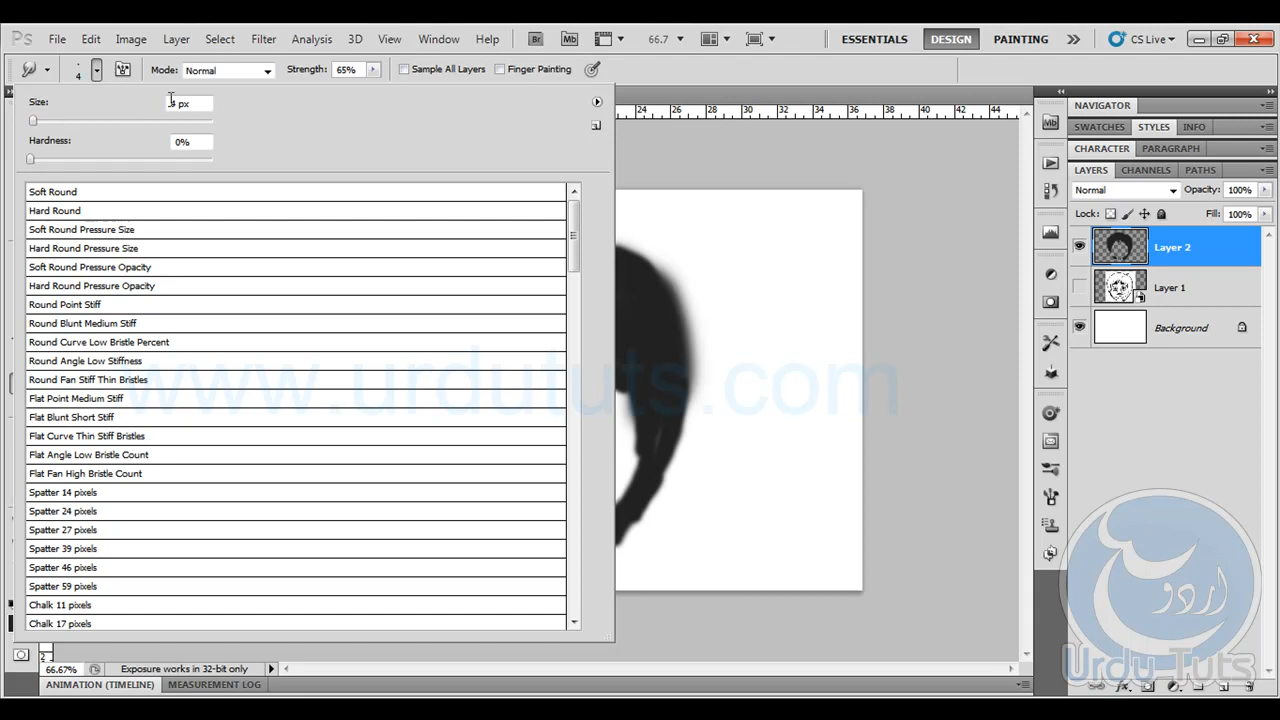 Ps File Edit Image Layer Select Filter Analysis 3D View Window Help Br Mb 66.7 ESSENTIALS DESIGN PAINTING CS Live
4 Mode: Normal Strength: 65% Sample All Layers Finger Painting
Size: px
Hardness: 0%
Soft Round
Hard Round
Soft Round Pressure Size
Hard Round Pressure Size
Soft Round Pressure Opacity
Hard Round Pressure Opacity
Round Point Stiff
Round Blunt Medium Stiff
Round Curve Low Bristle Percent
Round Angle Low Stiffness
Round Fan Stiff Thin Bristles
Flat Point Medium Stiff
Flat Blunt Short Stiff
Flat Curve Thin Stiff Bristles
Flat Angle Low Bristle Count
Flat Fan High Bristle Count
Spatter 14 pixels
Spatter 24 pixels
Spatter 27 pixels
Spatter 39 pixels
Spatter 46 pixels
Spatter 59 pixels
Chalk 11 pixels
Chalk 17 pixels
24 26 28 30 32 34 36 38 40 42 44
www.urdututs.com
2
66.67% Exposure works in 32-bit only
ANIMATION (TIMELINE) MEASUREMENT LOG
Mb
NAVIGATOR
SWATCHES STYLES INFO
CHARACTER PARAGRAPH
LAYERS CHANNELS PATHS
Normal Opacity: 100%
Lock: Fill: 100%
Layer 2
Layer 1
Background
اردو
Urdu-Tuts
fx